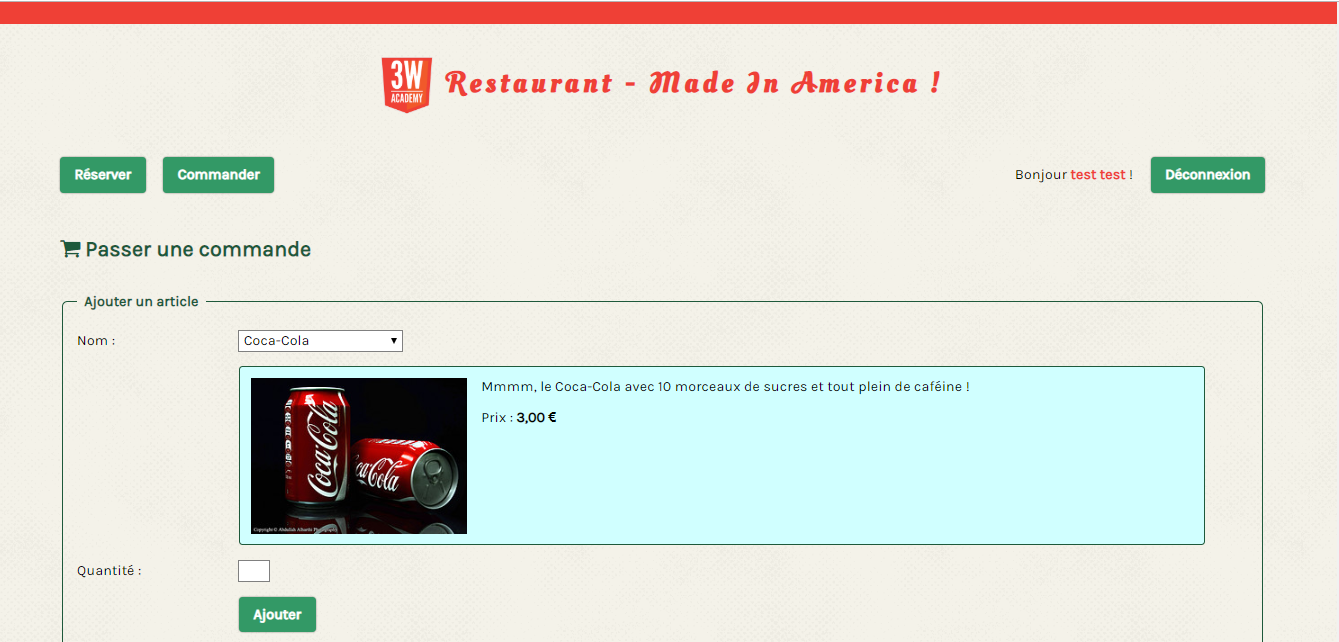 3W
ACADEMY
Restaurant - Made In America !
Réserver
Commander
Bonjour test test !
Déconnexion
Passer une commande
Ajouter un article
Nom :
Coca-Cola
Coca-Cola
Coca-Cola
Copyright © Abdullah Alhariti Photography
Mmmm, le Coca-Cola avec 10 morceaux de sucres et tout plein de caféine !
Prix : 3,00 €
Quantité :
Ajouter